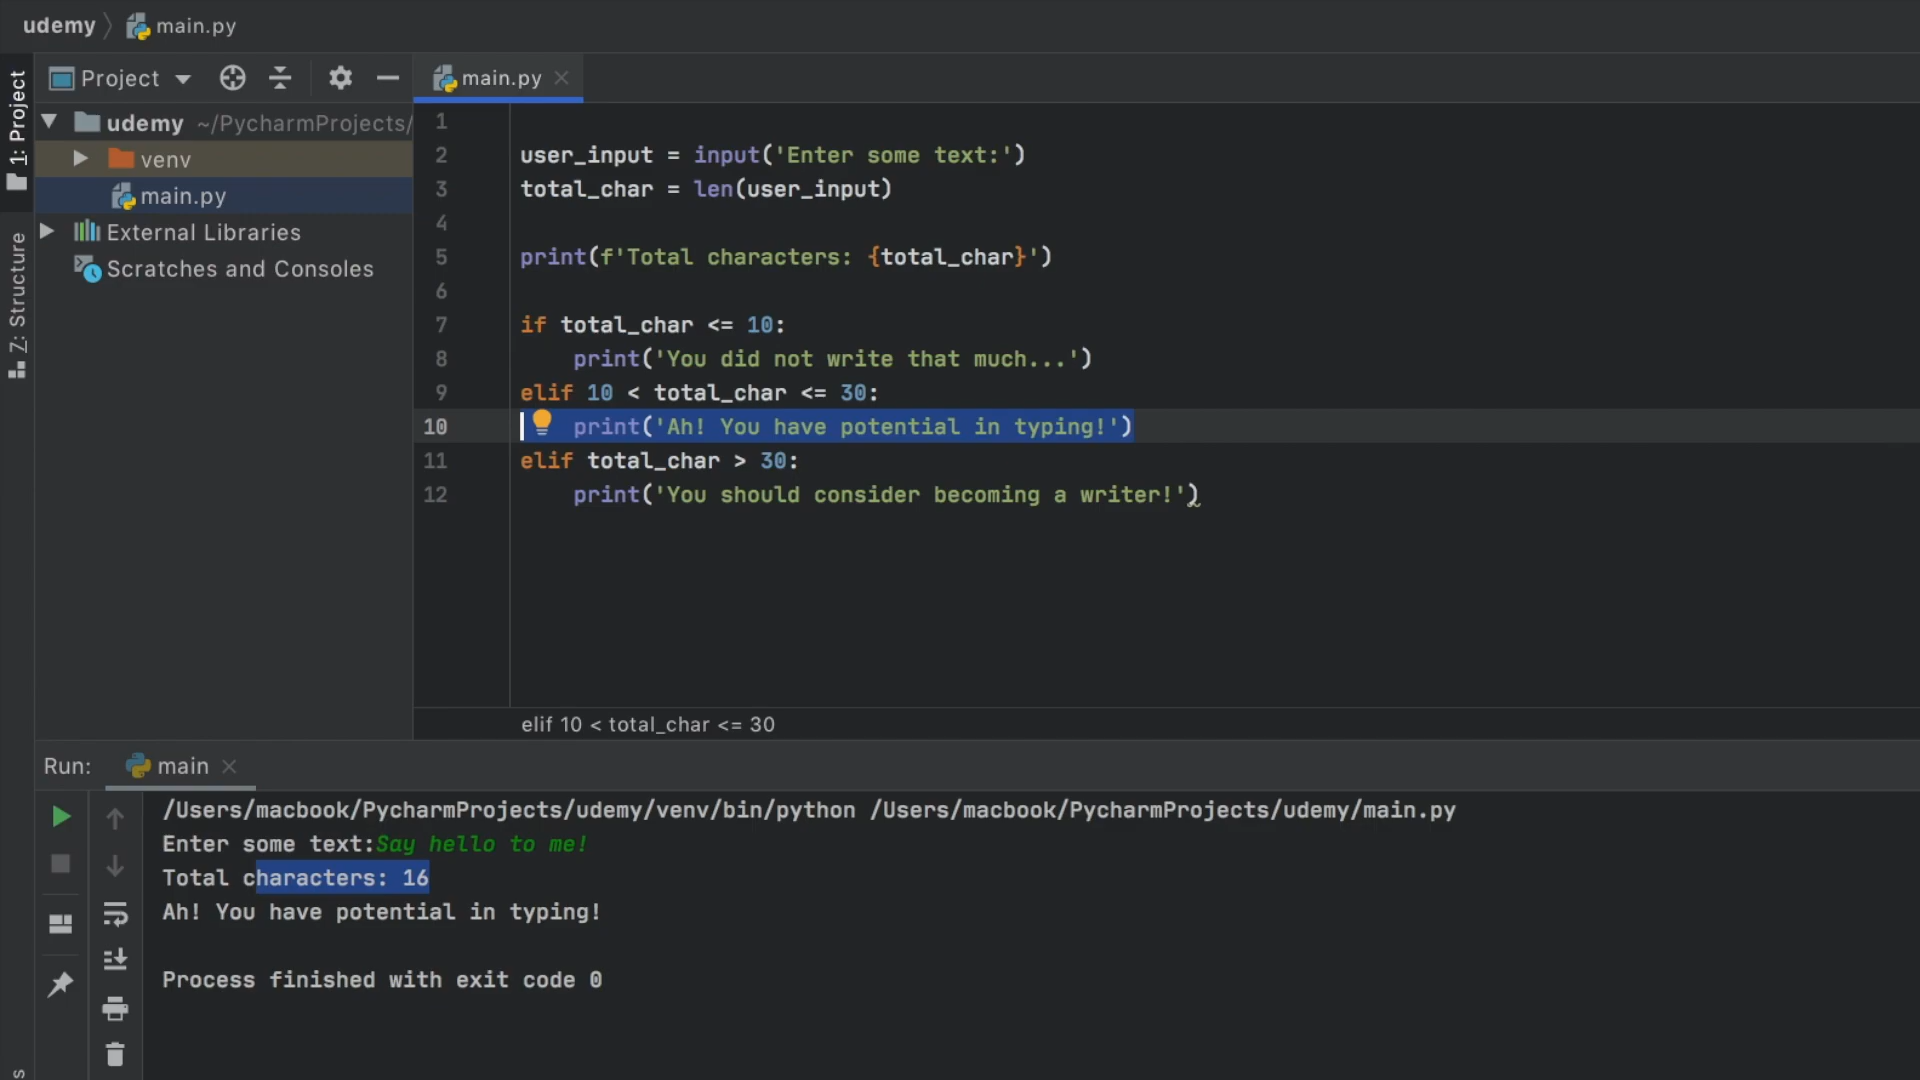 udemy main.py
Project
main.py
1: Project
7: Structure
udemy ~/PycharmProjects/
venv
main.py
External Libraries
Scratches and Consoles
1
2 user_input = input('Enter some text:')
3 total_char = len(user_input)
4
5 print(f'Total characters: {total_char}')
6
7 if total_char <= 10:
8     print('You did not write that much...')
9 elif 10 < total_char <= 30:
10     print('Ah! You have potential in typing!')
11 elif total_char > 30:
12     print('You should consider becoming a writer!')
elif 10 < total_char <= 30
Run: main
/Users/macbook/PycharmProjects/udemy/venv/bin/python /Users/macbook/PycharmProjects/udemy/main.py
Enter some text:Say hello to me!
Total characters: 16
Ah! You have potential in typing!
Process finished with exit code 0